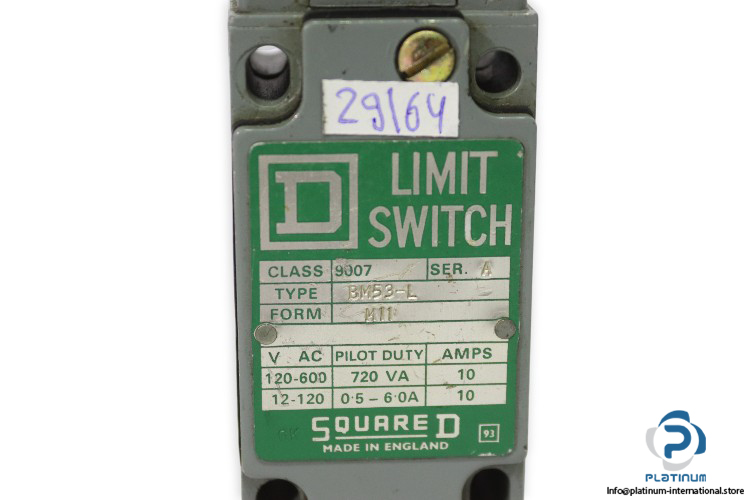 29/64
D LIMIT
SWITCH
CLASS 9007 SER. A
TYPE BM53-L
FORM M11
V AC PILOT DUTY AMPS
120-600 720 VA 10
12-120 0·5 – 6·0A 10
SQUARE D
MADE IN ENGLAND
93
PLATINUM
Info@platinum-international.store